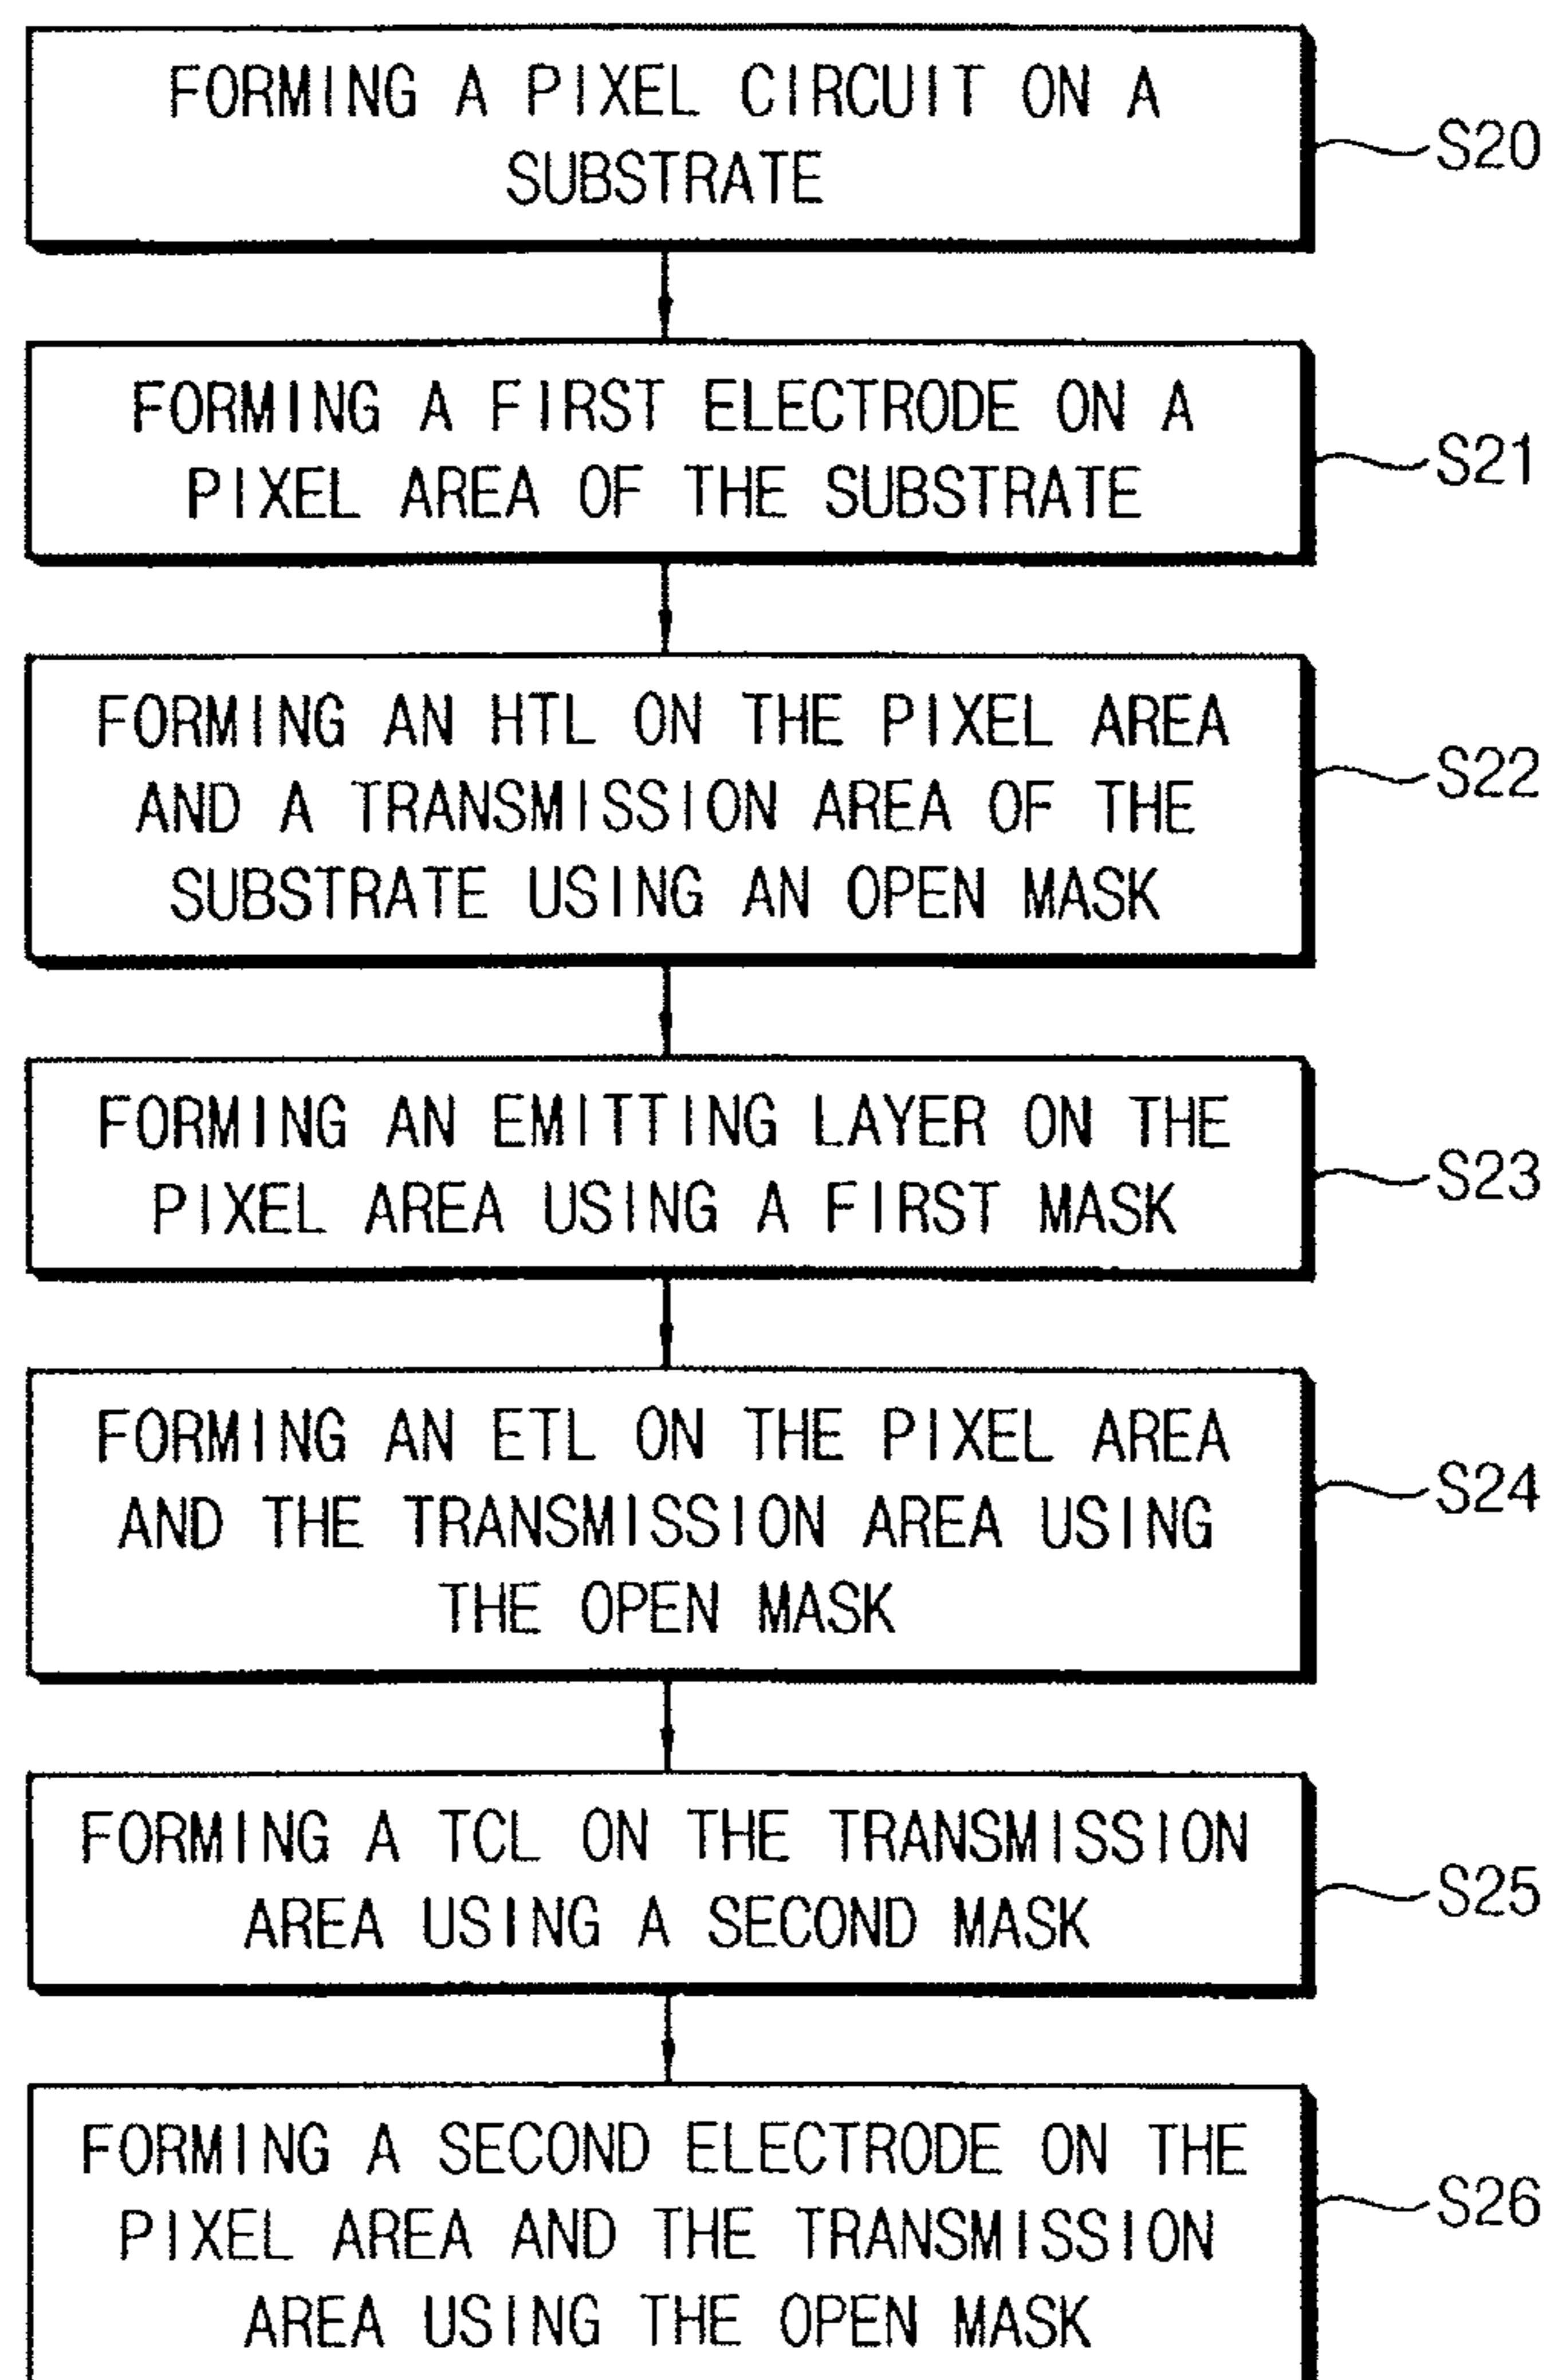 FORMING A PIXEL CIRCUIT ON A
SUBSTRATE
S20
FORMING A FIRST ELECTRODE ON A
PIXEL AREA OF THE SUBSTRATE
S21
FORMING AN HTL ON THE PIXEL AREA
AND A TRANSMISSION AREA OF THE
SUBSTRATE USING AN OPEN MASK
S22
FORMING AN EMITTING LAYER ON THE
PIXEL AREA USING A FIRST MASK
S23
FORMING AN ETL ON THE PIXEL AREA
AND THE TRANSMISSION AREA USING
THE OPEN MASK
S24
FORMING A TCL ON THE TRANSMISSION
AREA USING A SECOND MASK
S25
FORMING A SECOND ELECTRODE ON THE
PIXEL AREA AND THE TRANSMISSION
AREA USING THE OPEN MASK
S26